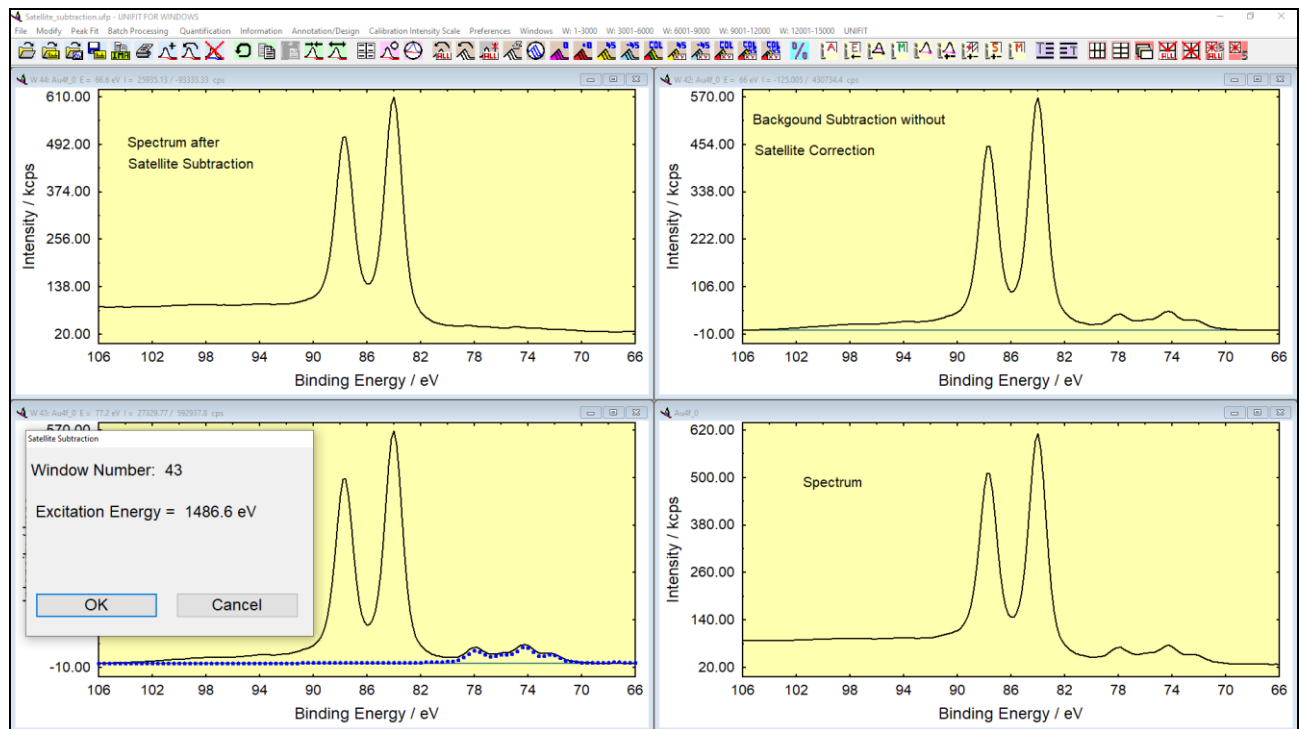 Satellite_subtraction.ufp - UNIFIT FOR WINDOWS
File Modify Peak Fit Batch Processing Quantification Information Annotation/Design Calibration Intensity Scale Preferences Windows W: 1-3000 W: 3001-6000 W: 6001-9000 W: 9001-12000 W: 12001-15000 UNIFIT
W 44: Au4f_0 E = 66.6 eV I = 25935.13 / -93333.33 cps
610.00
492.00
374.00
256.00
138.00
20.00
Intensity / kcps
Spectrum after
Satellite Subtraction
106 102 98 94 90 86 82 78 74 70 66
Binding Energy / eV
W 42: Au4f_0 E = 66 eV I = -125.005 / 430734.4 cps
570.00
454.00
338.00
222.00
106.00
-10.00
Intensity / kcps
Backgound Subtraction without
Satellite Correction
106 102 98 94 90 86 82 78 74 70 66
Binding Energy / eV
W 43: Au4f_0 E = 77.2 eV I = 27329.77 / 592937.8 cps
570.00
Satellite Subtraction
Window Number: 43
Excitation Energy = 1486.6 eV
OK Cancel
-10.00
106 102 98 94 90 86 82 78 74 70 66
Binding Energy / eV
Au4f_0
620.00
500.00
380.00
260.00
140.00
20.00
Intensity / kcps
Spectrum
106 102 98 94 90 86 82 78 74 70 66
Binding Energy / eV